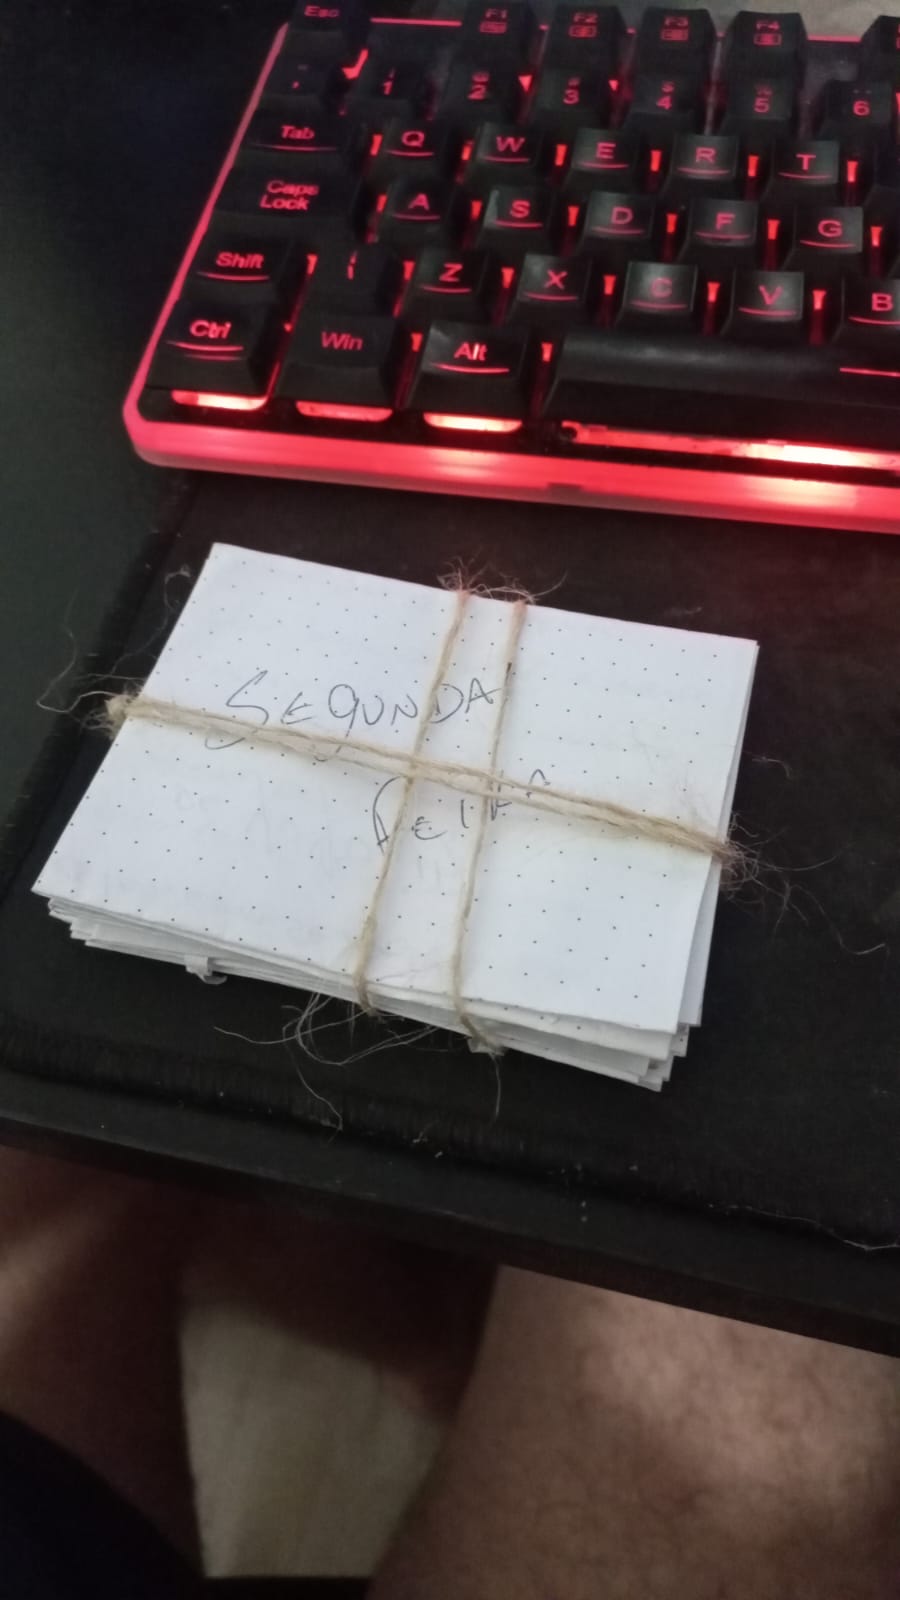 Esc F1 F2 F3 F4
1 2 3 4 5 6
Tab Q W E R T
Caps Lock A S D F G
Shift Z X C V B
Ctrl Win Alt
SEGUNDA